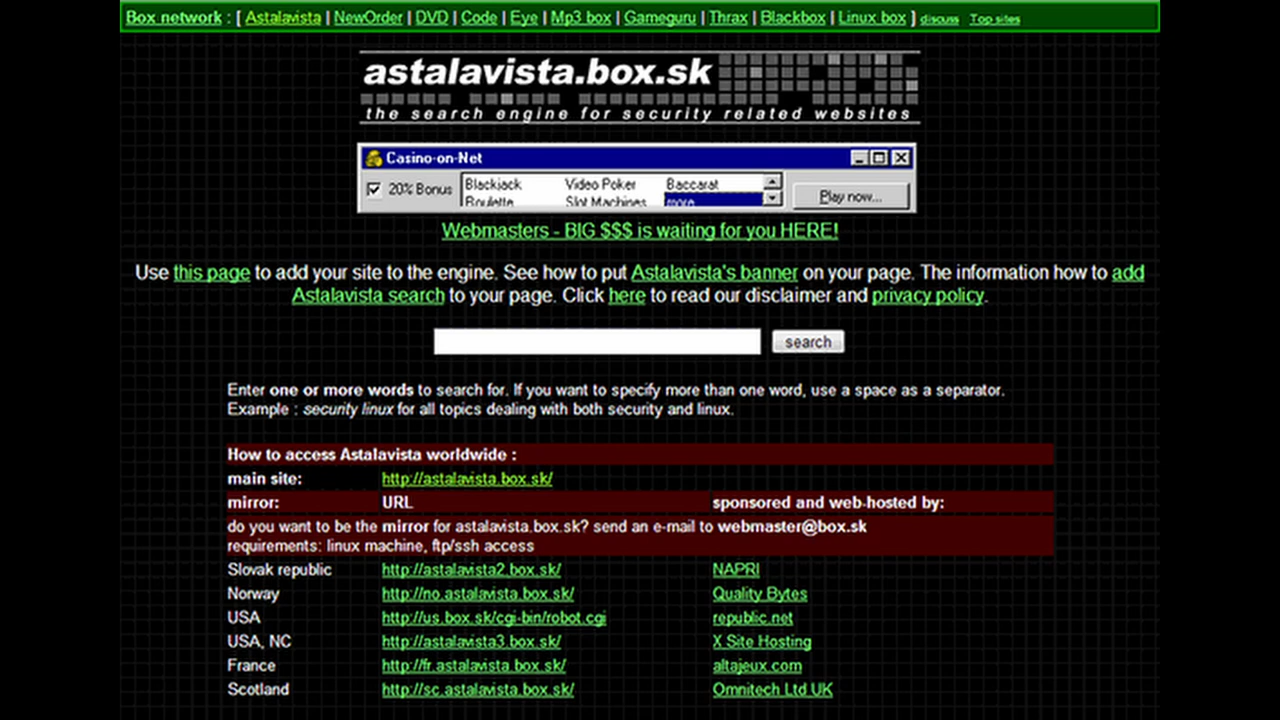 Box network : [ Astalavista | NewOrder | DVD | Code | Eye | Mp3 box | Gameguru | Thrax | Blackbox | Linux box ] discuss Top sites
astalavista.box.sk
the search engine for security related websites
Casino-on-Net
20% Bonus Blackjack Video Poker Baccarat Play now...
Roulette Slot Machines more
Webmasters - BIG $$$ is waiting for you HERE!
Use this page to add your site to the engine. See how to put Astalavista's banner on your page. The information how to add
Astalavista search to your page. Click here to read our disclaimer and privacy policy.
search
Enter one or more words to search for. If you want to specify more than one word, use a space as a separator.
Example : security linux for all topics dealing with both security and linux.
How to access Astalavista worldwide :
main site: http://astalavista.box.sk/
mirror: URL sponsored and web-hosted by:
do you want to be the mirror for astalavista.box.sk? send an e-mail to webmaster@box.sk
requirements: linux machine, ftp/ssh access
Slovak republic http://astalavista2.box.sk/ NAPRI
Norway http://no.astalavista.box.sk/ Quality Bytes
USA http://us.box.sk/cgi-bin/robot.cgi republic.net
USA, NC http://astalavista3.box.sk/ X Site Hosting
France http://fr.astalavista.box.sk/ altajeux.com
Scotland http://sc.astalavista.box.sk/ Omnitech Ltd UK